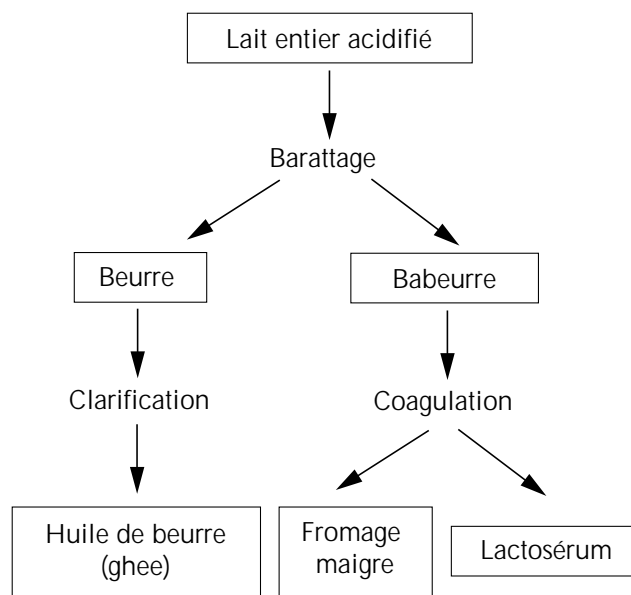 Lait entier acidifié
Barattage
Beurre
Babeurre
Clarification
Coagulation
Huile de beurre
(ghee)
Fromage
maigre
Lactosérum